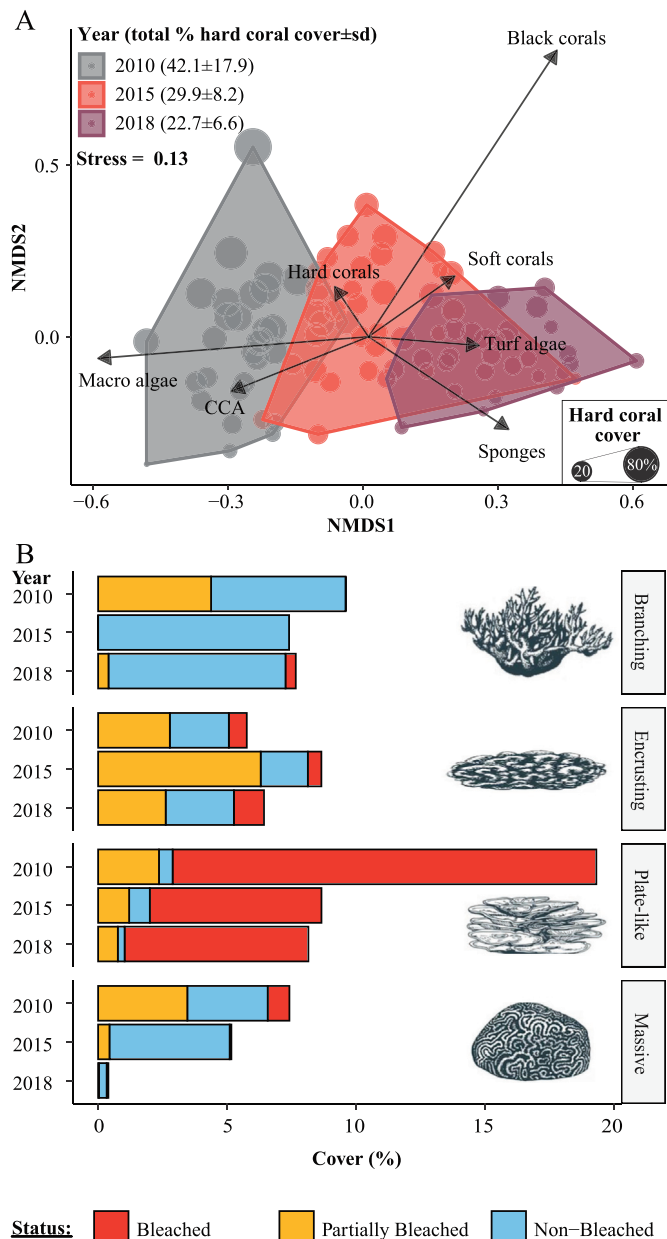 A
Year (total % hard coral cover±sd)
2010 (42.1±17.9)
2015 (29.9±8.2)
2018 (22.7±6.6)
Stress = 0.13
Black corals
Soft corals
Hard corals
Turf algae
Macro algae
CCA
Sponges
Hard coral
cover
20
80%
NMDS2
0.5
0.0
−0.6
−0.3
0.0
0.3
0.6
NMDS1
B
Year
2010
2015
2018
Branching
2010
2015
2018
Encrusting
2010
2015
2018
Plate-like
2010
2015
2018
Massive
0
5
10
15
20
Cover (%)
Status: Bleached Partially Bleached Non−Bleached